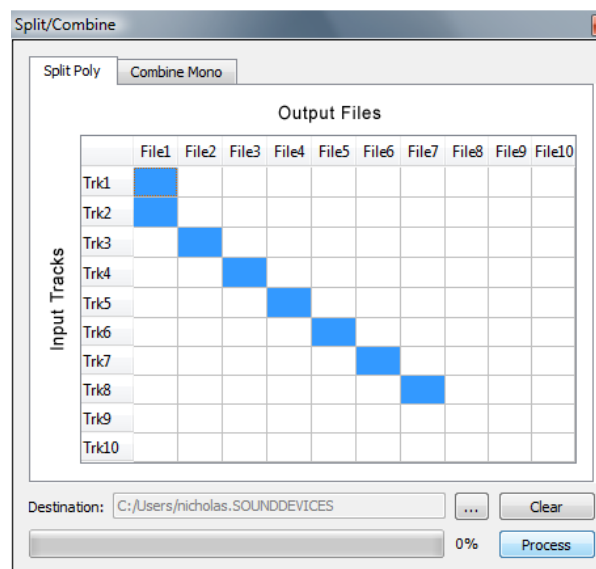 Split/Combine
Split Poly Combine Mono
Output Files
File1 File2 File3 File4 File5 File6 File7 File8 File9 File10
Input Tracks
Trk1
Trk2
Trk3
Trk4
Trk5
Trk6
Trk7
Trk8
Trk9
Trk10
Destination: C:/Users/nicholas.SOUNDDEVICES ... Clear
0% Process